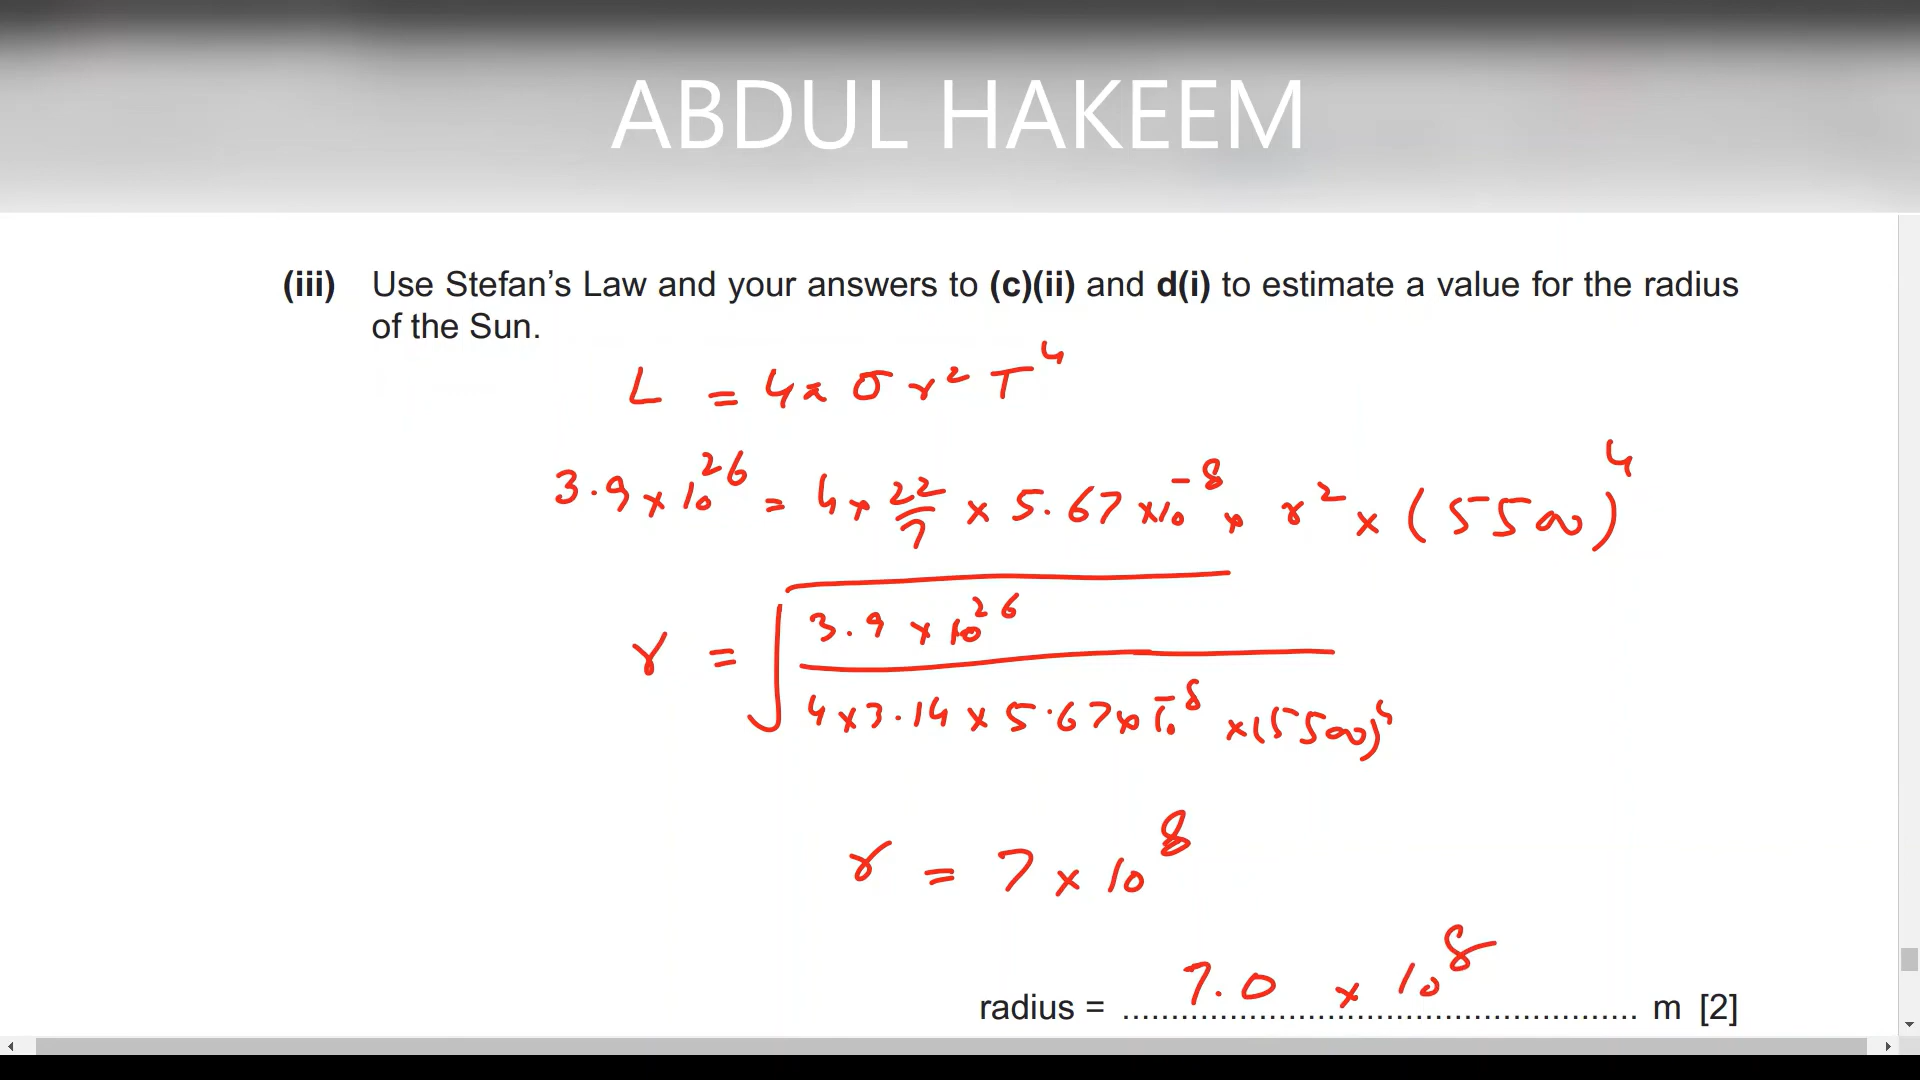 ABDUL HAKEEM
(iii) Use Stefan's Law and your answers to (c)(ii) and d(i) to estimate a value for the radius
of the Sun.
L = 4π σ r² T⁴
3.9 × 10²⁶ = 4 × 22/7 × 5.67 × 10⁻⁸ × r² × (5500)⁴
r = √(3.9 × 10²⁶ / 4 × 3.14 × 5.67 × 10⁻⁸ × (5500)⁴)
r = 7 × 10⁸
7.0 × 10⁸
radius = .................................................... m [2]